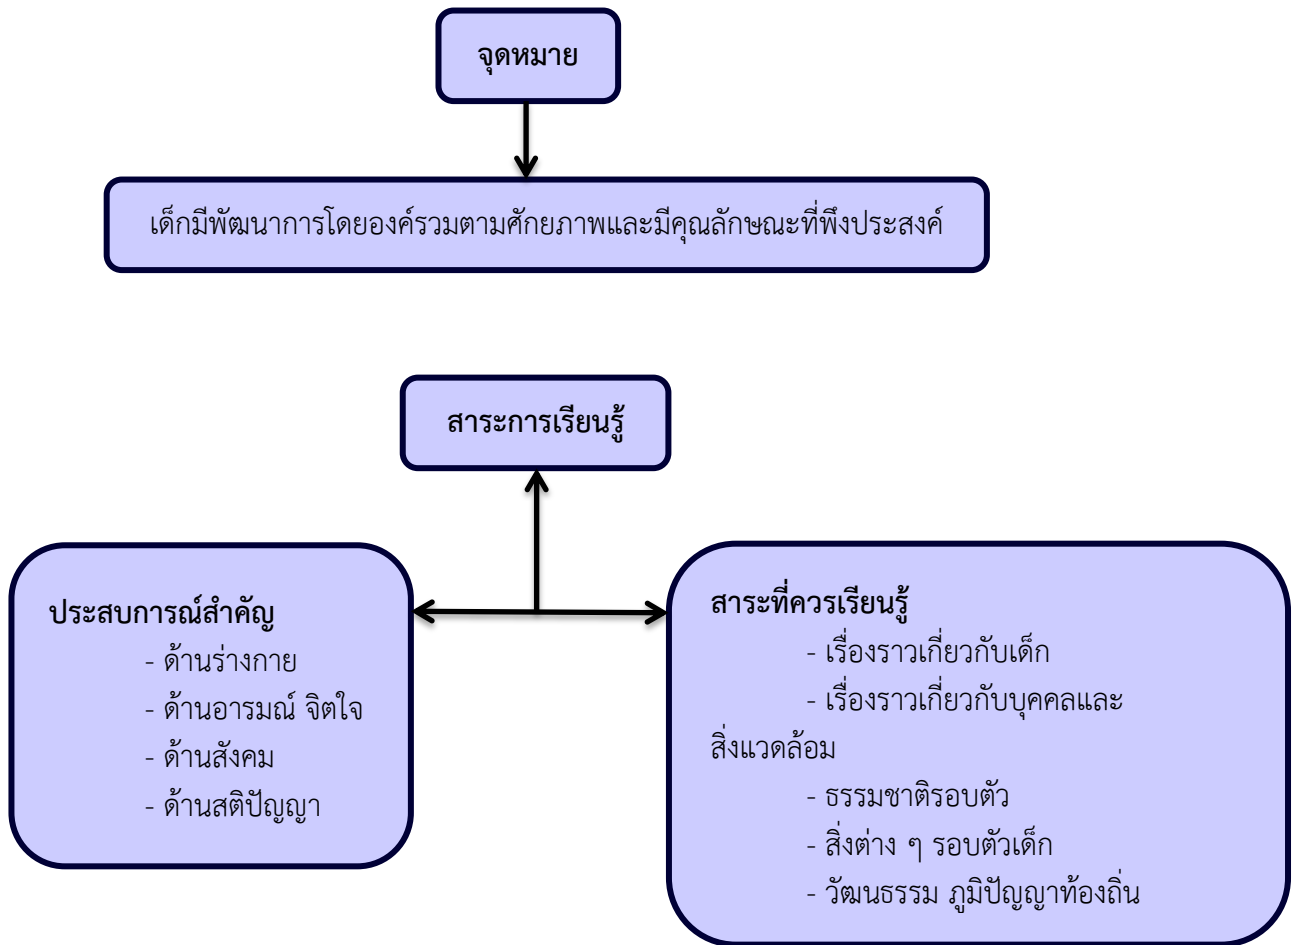 จุดหมาย
เด็กมีพัฒนาการโดยองค์รวมตามศักยภาพและมีคุณลักษณะที่พึงประสงค์
สาระการเรียนรู้
ประสบการณ์สำคัญ
- ด้านร่างกาย
- ด้านอารมณ์ จิตใจ
- ด้านสังคม
- ด้านสติปัญญา
สาระที่ควรเรียนรู้
- เรื่องราวเกี่ยวกับเด็ก
- เรื่องราวเกี่ยวกับบุคคลและ
สิ่งแวดล้อม
- ธรรมชาติรอบตัว
- สิ่งต่าง ๆ รอบตัวเด็ก
- วัฒนธรรม ภูมิปัญญาท้องถิ่น